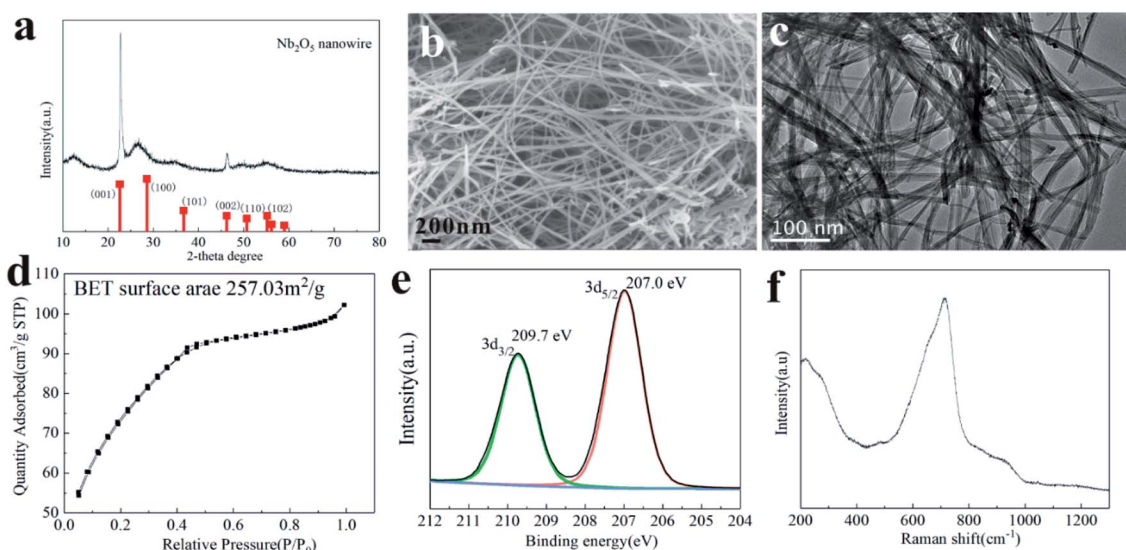 a
Nb₂O₅ nanowire
Intensity(a.u.)
(001)
(100)
(101)
(002)
(110)
(102)
10 20 30 40 50 60 70 80
2-theta degree
b
200nm
c
100 nm
d
BET surface arae 257.03m²/g
Quantity Adsorbed(cm³/g STP)
110
100
90
80
70
60
50
0.0 0.2 0.4 0.6 0.8 1.0
Relative Pressure(P/P₀)
e
3d₅/₂ 207.0 eV
3d₃/₂ 209.7 eV
Intensity(a.u.)
212 211 210 209 208 207 206 205 204
Binding energy(eV)
f
Intensity(a.u)
200 400 600 800 1000 1200
Raman shift(cm⁻¹)